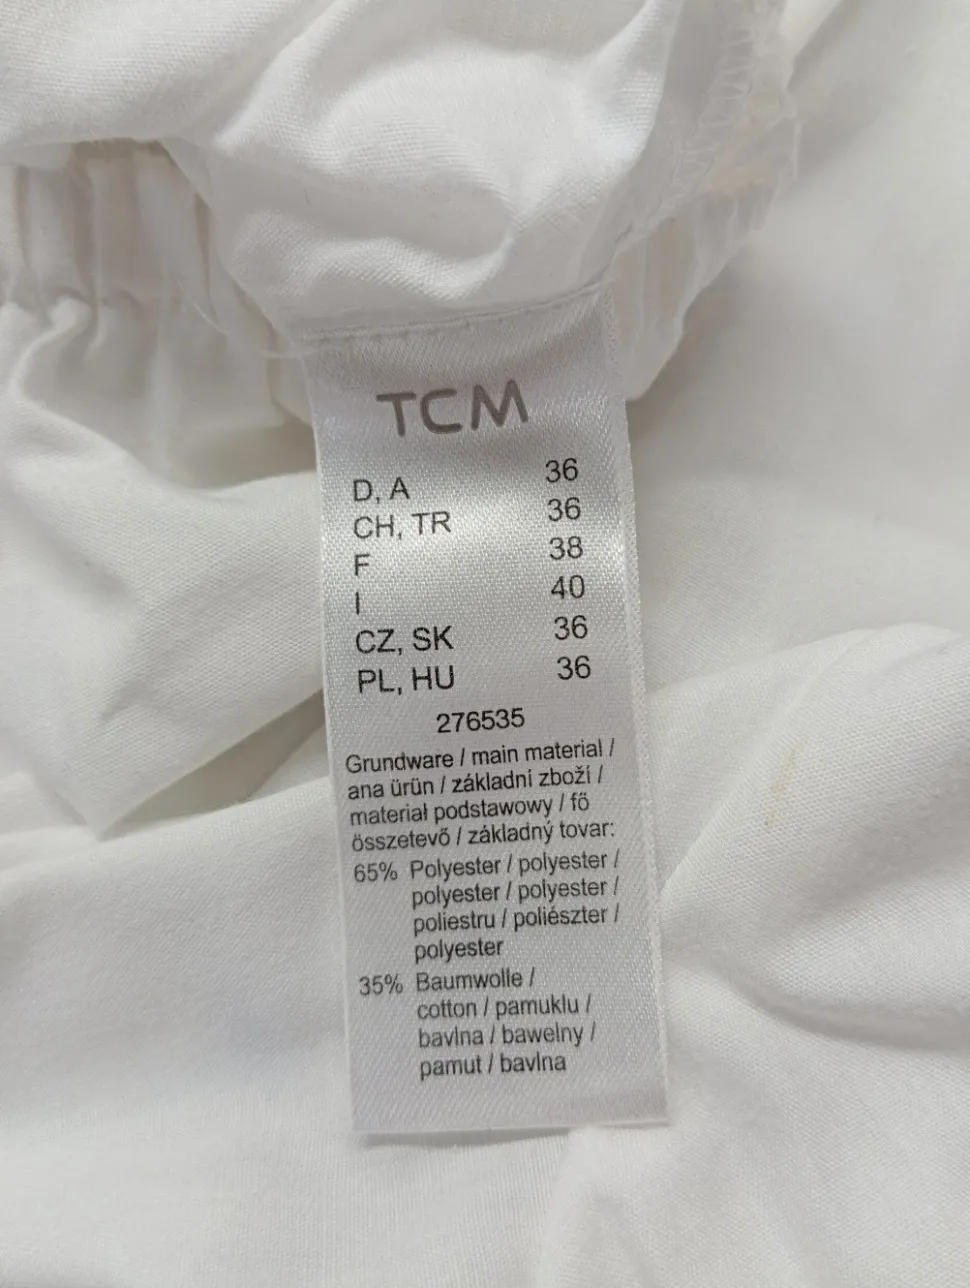 TCM
D, A 36
CH, TR 36
F 38
I 40
CZ, SK 36
PL, HU 36
276535
Grundware / main material /
ana ürün / základní zboží /
materiał podstawowy / fő
összetevő / základný tovar:
65% Polyester / polyester /
polyester / polyester /
poliestru / poliészter /
polyester
35% Baumwolle /
cotton / pamuklu /
bavlna / bawełny /
pamut / bavlna